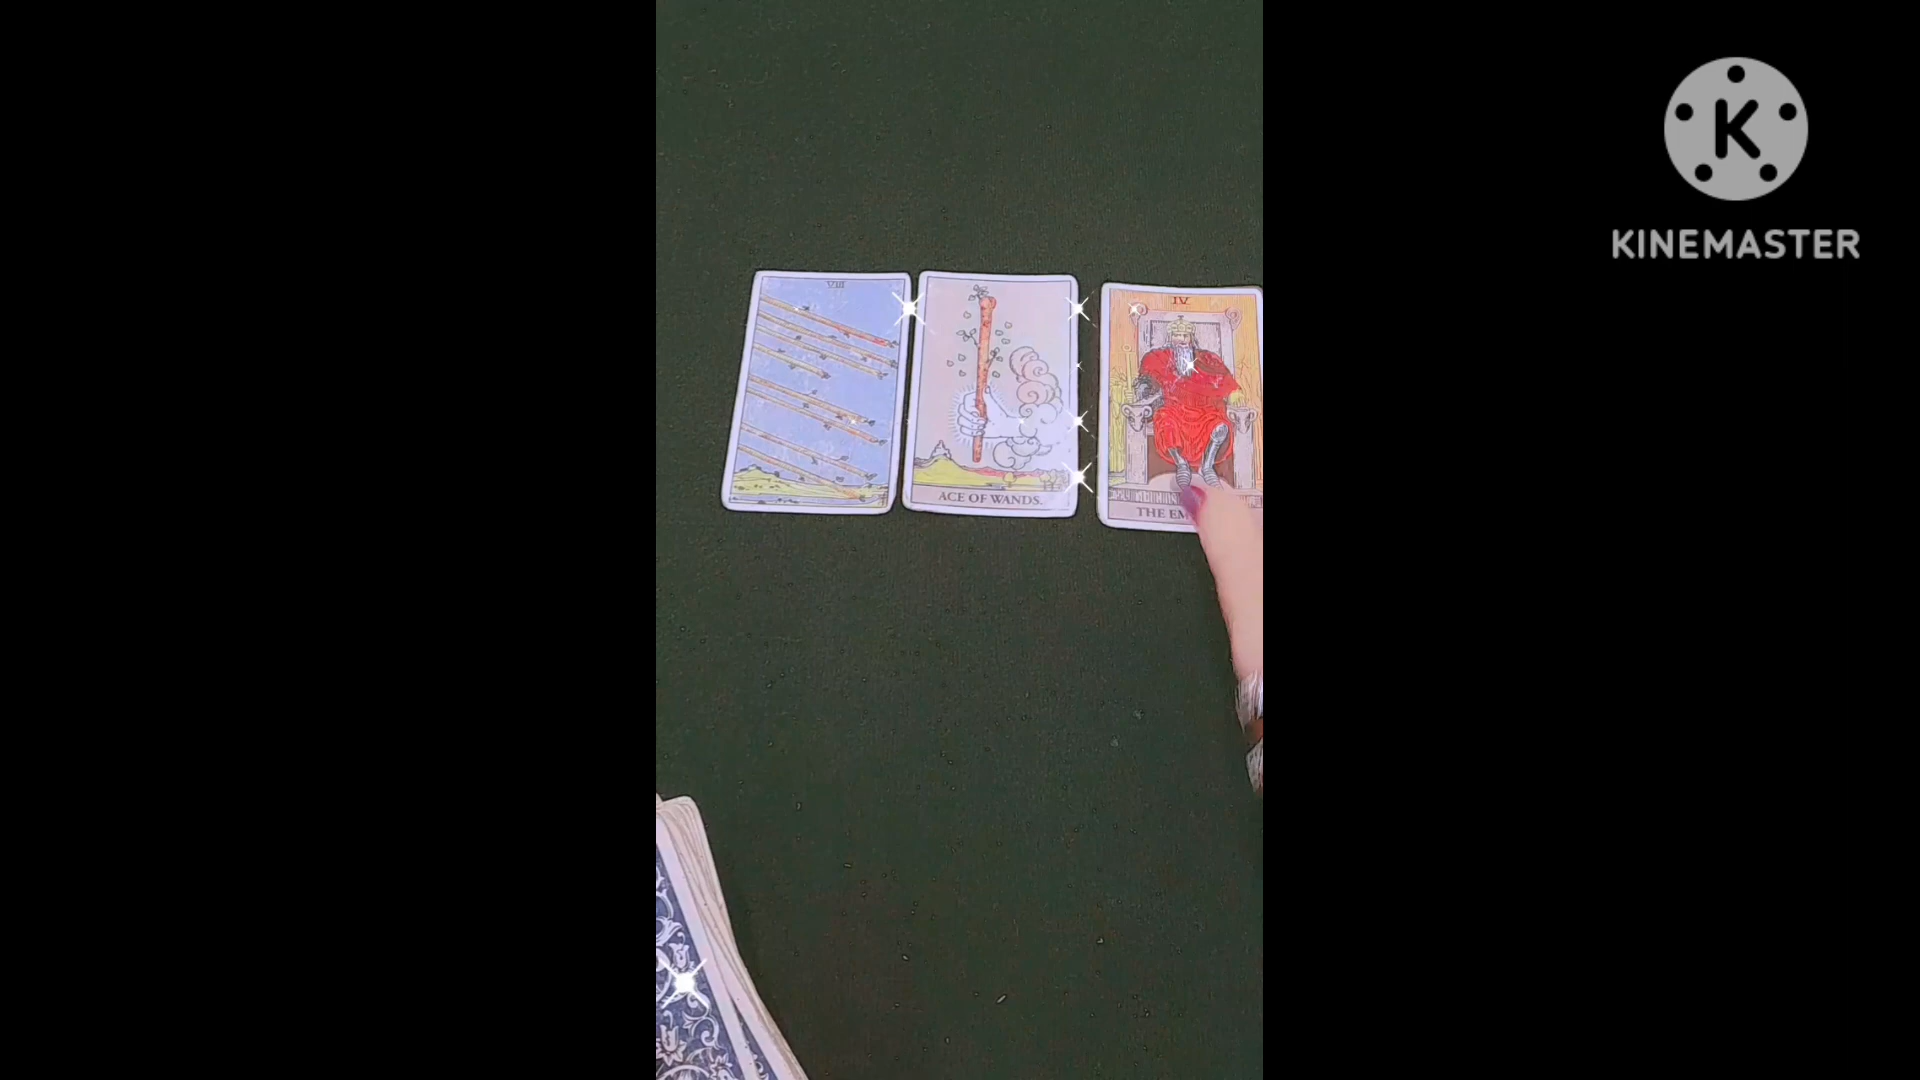 KINEMASTER
VIII
ACE OF WANDS.
IV
THE EM